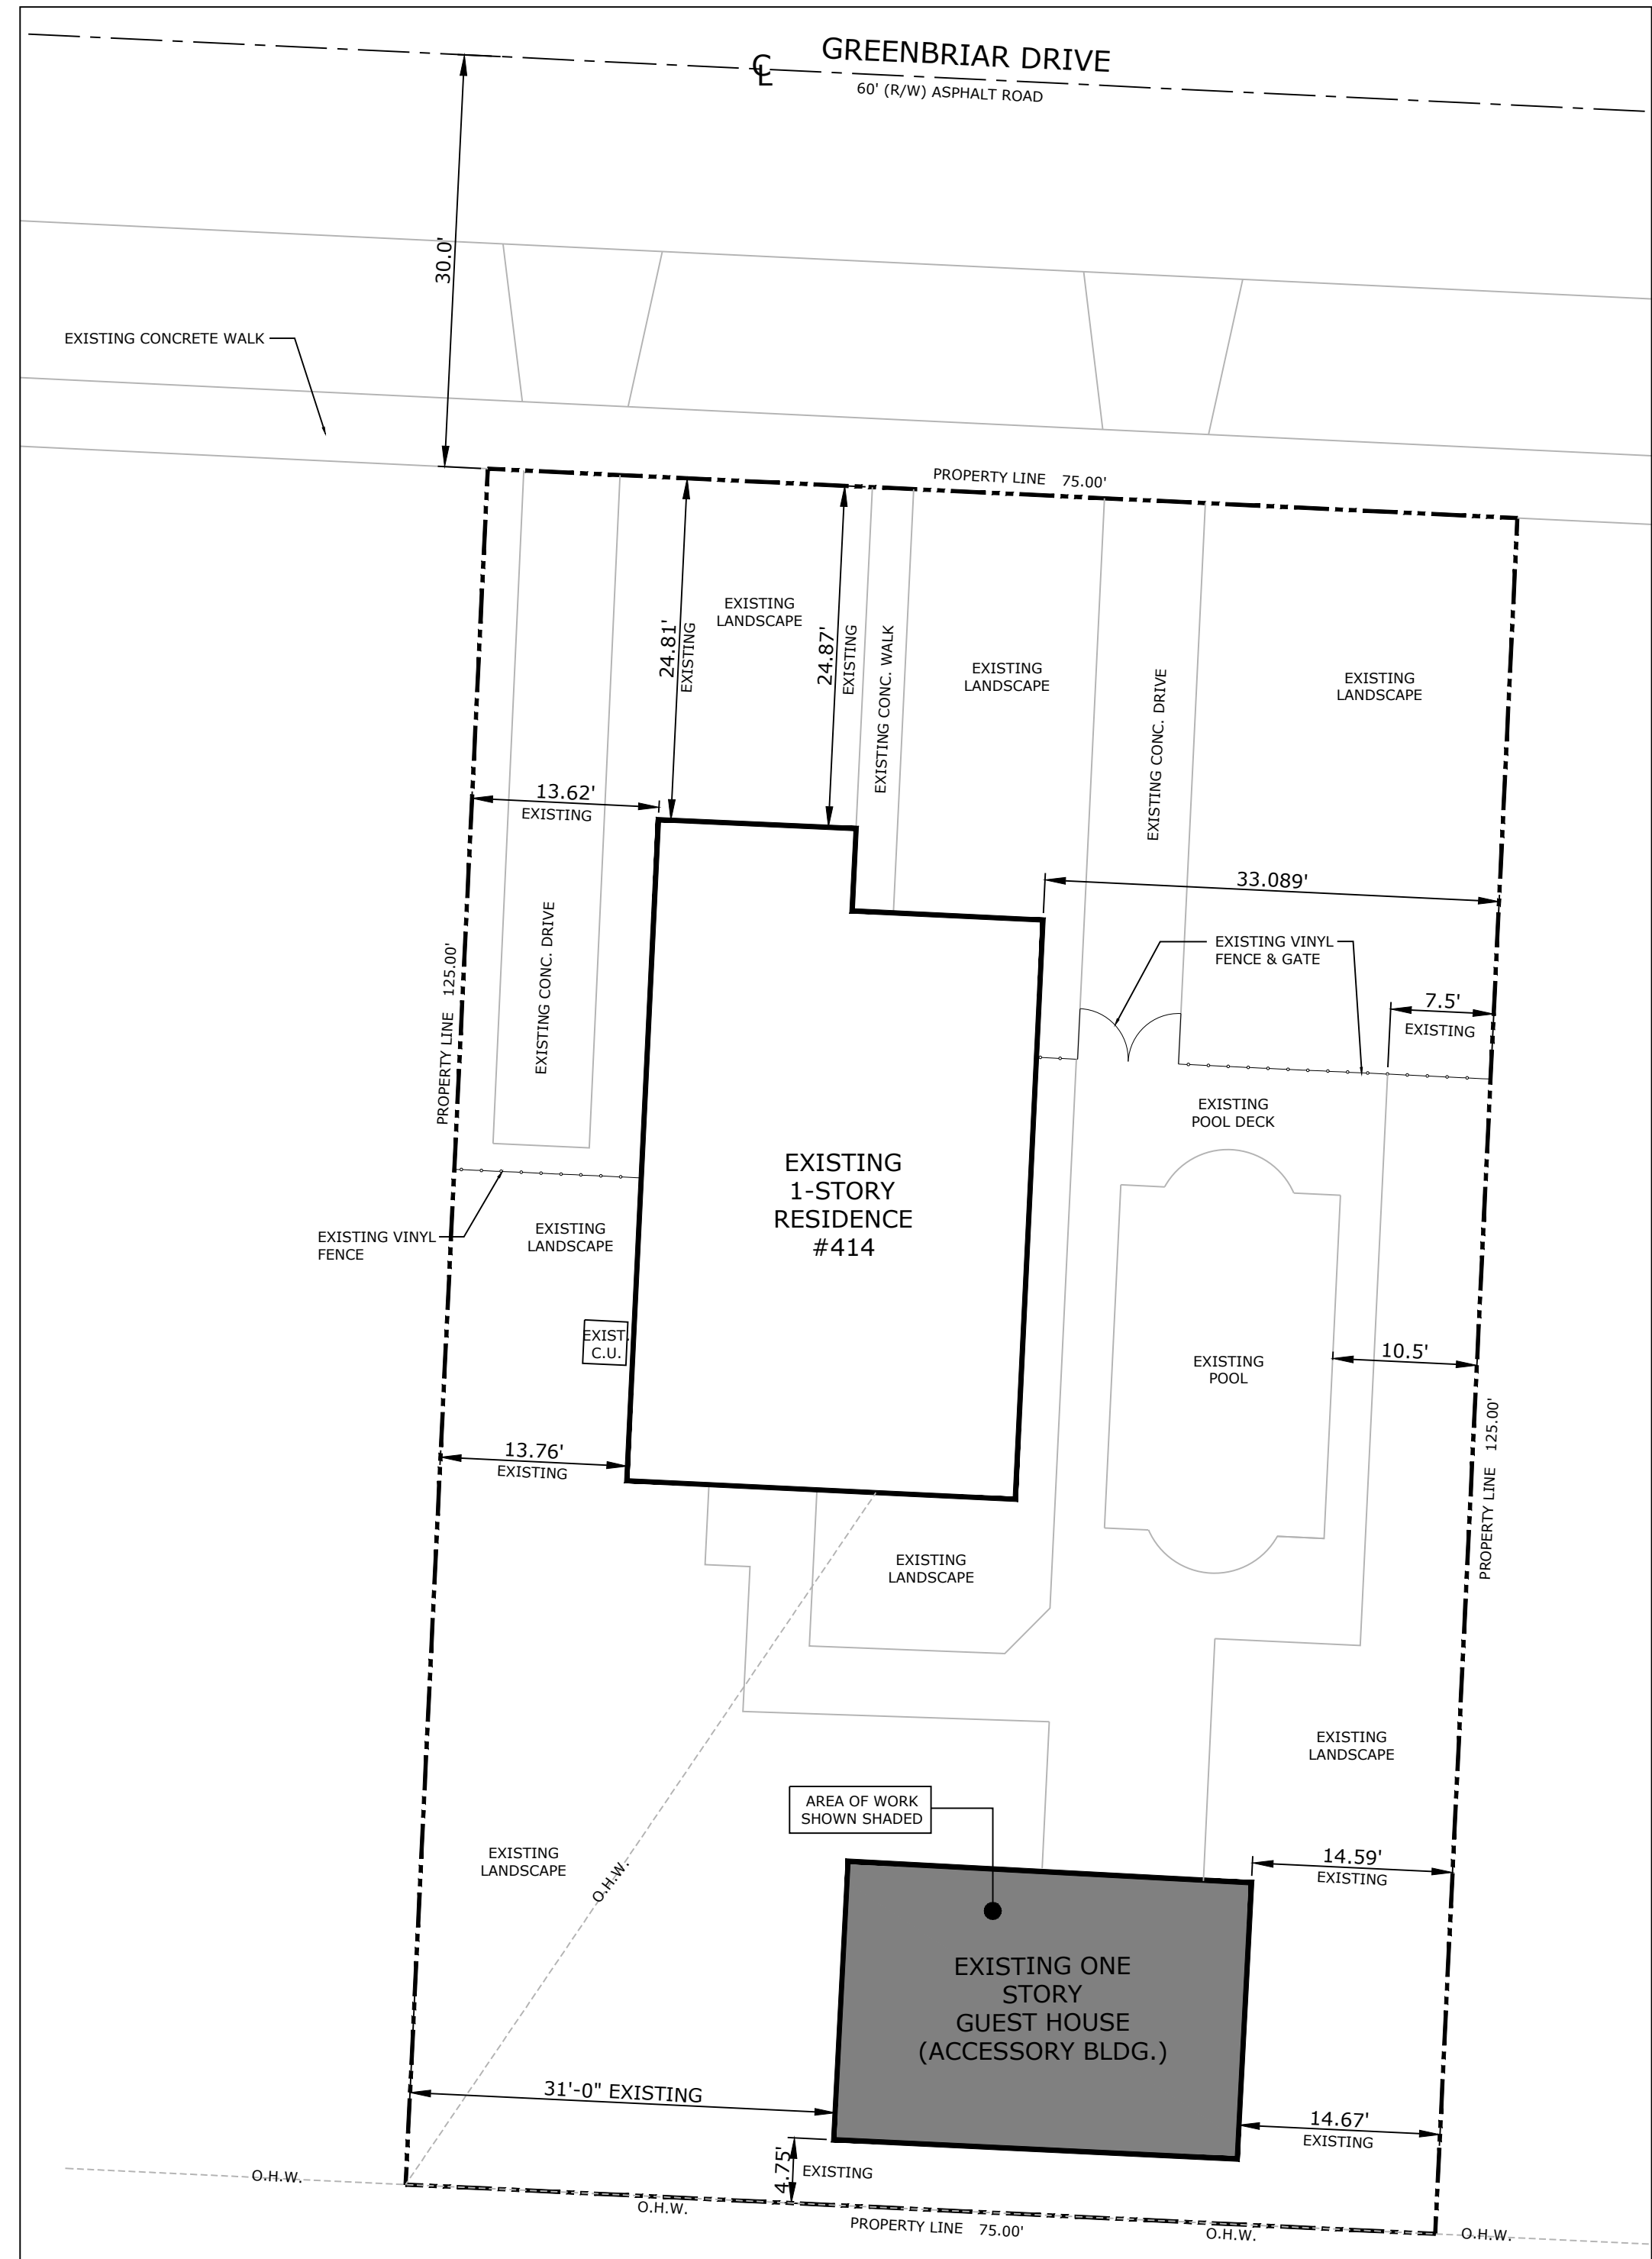 GREENBRIAR DRIVE
CL
60' (R/W) ASPHALT ROAD
30.0'
EXISTING CONCRETE WALK
PROPERTY LINE 75.00'
24.81'
EXISTING
EXISTING
LANDSCAPE
24.87'
EXISTING
EXISTING CONC. WALK
EXISTING
LANDSCAPE
EXISTING CONC. DRIVE
EXISTING
LANDSCAPE
13.62'
EXISTING
33.089'
EXISTING VINYL
FENCE & GATE
7.5'
EXISTING
PROPERTY LINE 125.00'
EXISTING CONC. DRIVE
EXISTING
POOL DECK
EXISTING
1-STORY
RESIDENCE
#414
EXISTING VINYL
FENCE
EXISTING
LANDSCAPE
EXIST.
C.U.
EXISTING
POOL
10.5'
PROPERTY LINE 125.00'
13.76'
EXISTING
EXISTING
LANDSCAPE
EXISTING
LANDSCAPE
AREA OF WORK
SHOWN SHADED
EXISTING
LANDSCAPE
O.H.W.
14.59'
EXISTING
EXISTING ONE
STORY
GUEST HOUSE
(ACCESSORY BLDG.)
31'-0" EXISTING
14.67'
EXISTING
4.75'
EXISTING
O.H.W.
O.H.W.
PROPERTY LINE 75.00'
O.H.W.
O.H.W.